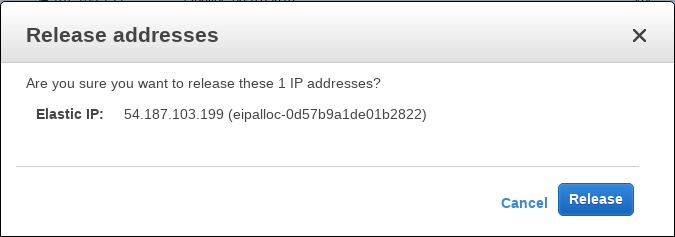 Release addresses
Are you sure you want to release these 1 IP addresses?
Elastic IP: 54.187.103.199 (eipalloc-0d57b9a1de01b2822)
Cancel Release